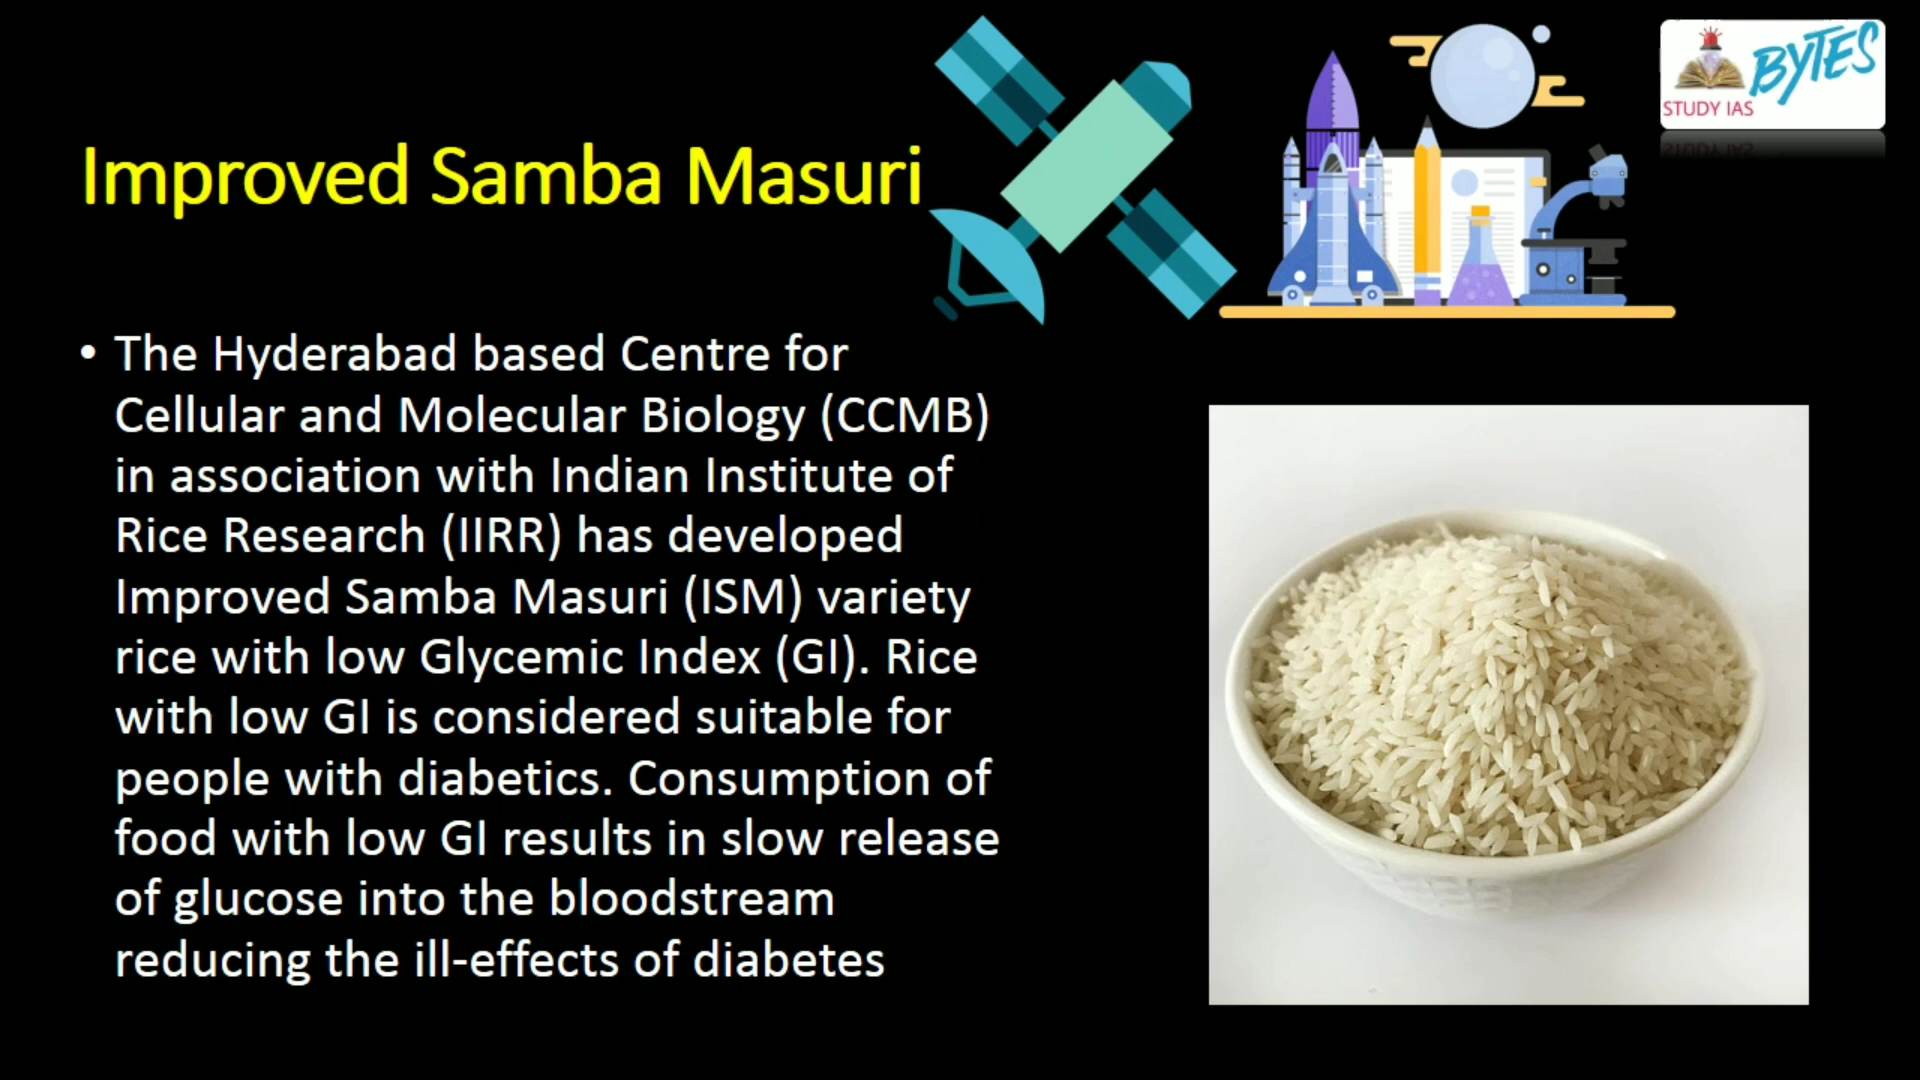 STUDY IAS
BYTES
Improved Samba Masuri
• The Hyderabad based Centre for
Cellular and Molecular Biology (CCMB)
in association with Indian Institute of
Rice Research (IIRR) has developed
Improved Samba Masuri (ISM) variety
rice with low Glycemic Index (GI). Rice
with low GI is considered suitable for
people with diabetics. Consumption of
food with low GI results in slow release
of glucose into the bloodstream
reducing the ill-effects of diabetes